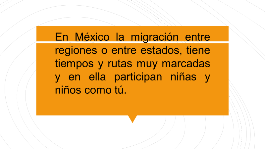 En México la migración entre
regiones o entre estados, tiene
tiempos y rutas muy marcadas
y en ella participan niñas y
niños como tú.